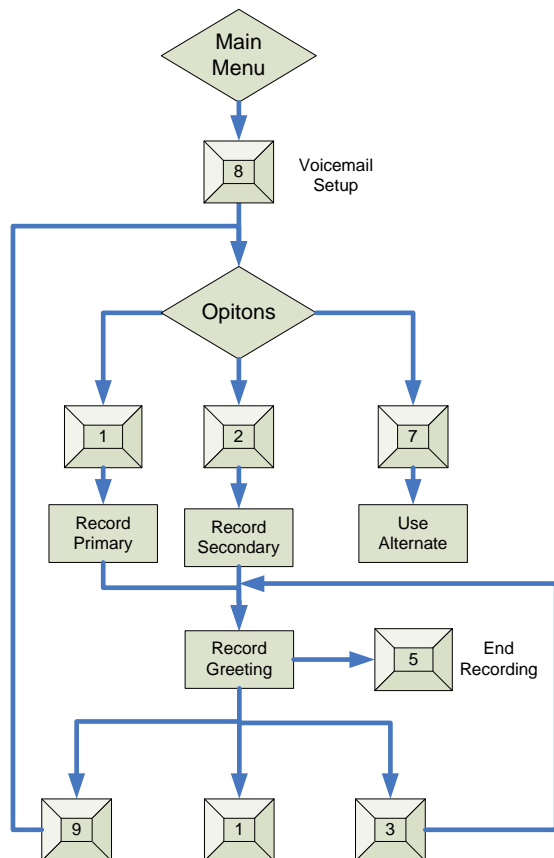 Main
Menu
8
Voicemail
Setup
Opitons
1
2
7
Record
Primary
Record
Secondary
Use
Alternate
Record
Greeting
5
End
Recording
9
1
3